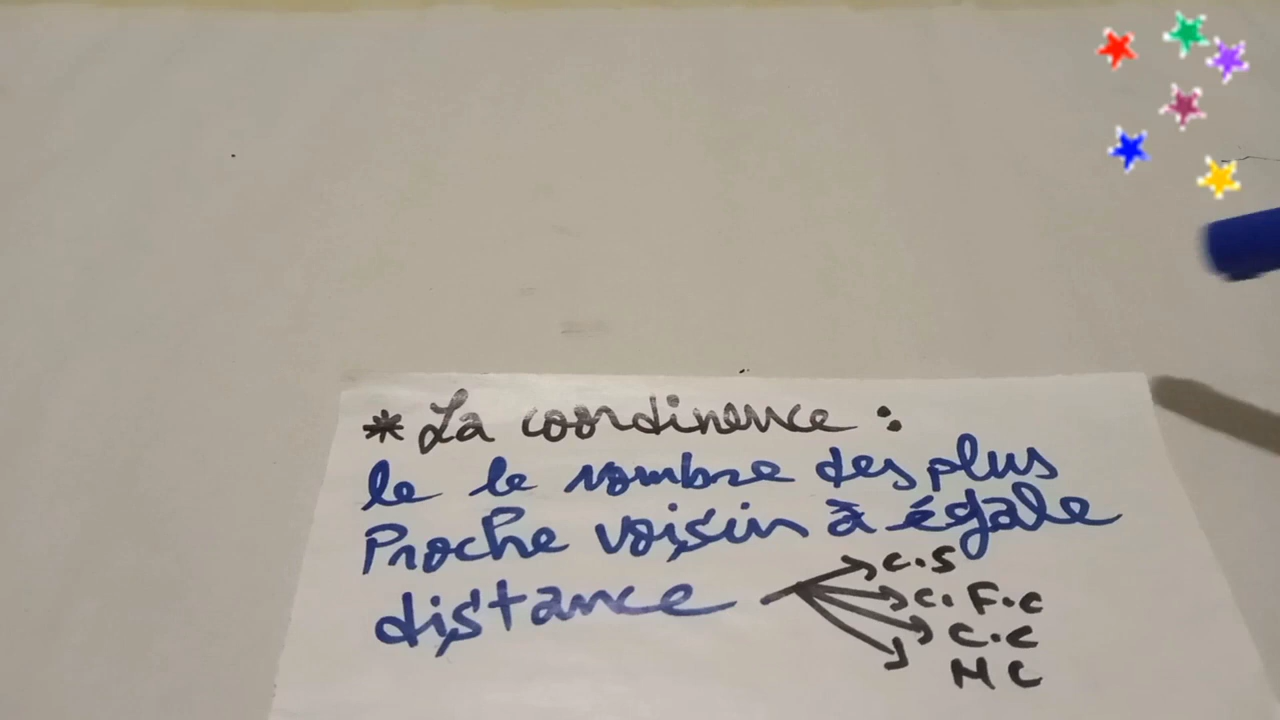 * La coordinence :
le le nombre des plus
Proche voisin à égale
distance
C.S
C.F.C
C.C
H C